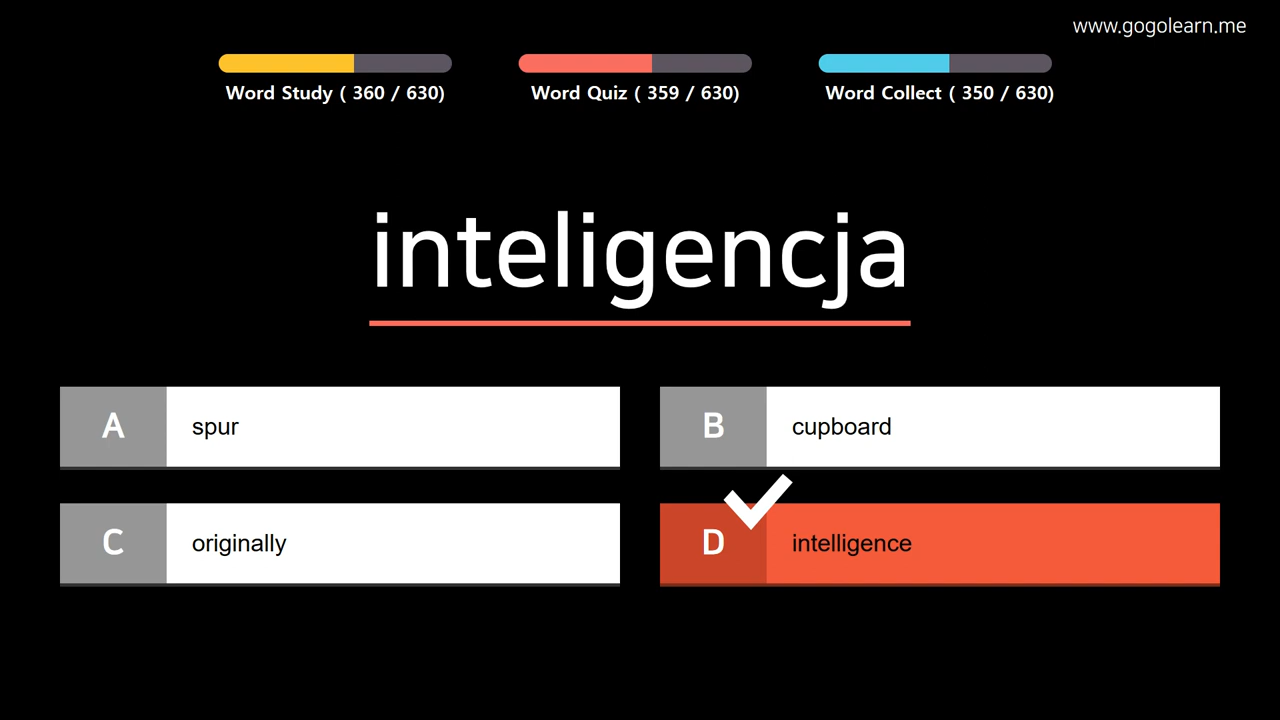 www.gogolearn.me
Word Study ( 360 / 630)
Word Quiz ( 359 / 630)
Word Collect ( 350 / 630)
inteligencja
A spur
B cupboard
C originally
D intelligence